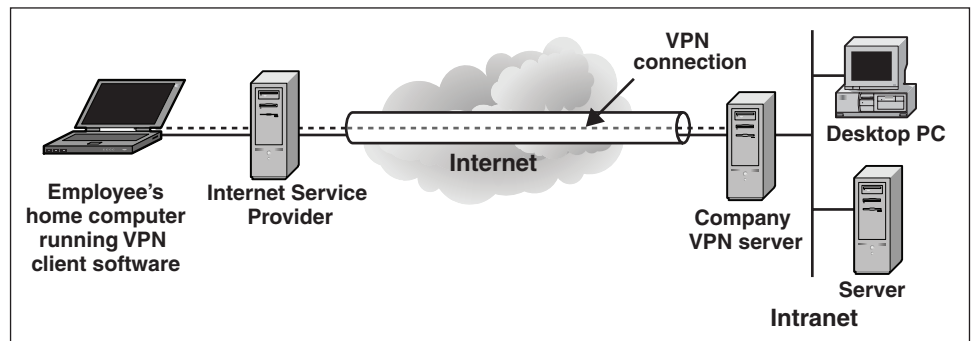 VPN
connection
Internet
Employee's
home computer
running VPN
client software
Internet Service
Provider
Company
VPN server
Desktop PC
Server
Intranet